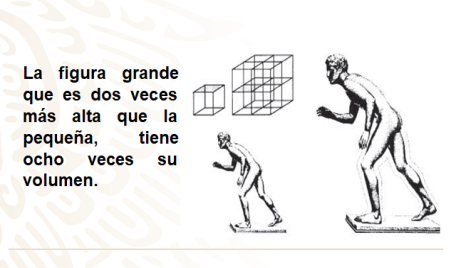 La figura grande
que es dos veces
más alta que la
pequeña, tiene
ocho veces su
volumen.